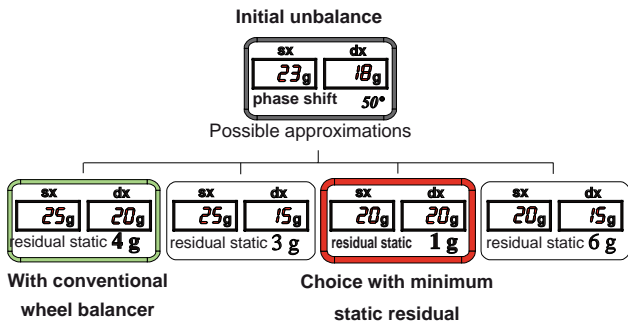 Initial unbalance
sx dx
23g 18g
phase shift 50°
Possible approximations
sx dx
25g 20g
residual static 4 g
sx dx
25g 15g
residual static 3 g
sx dx
20g 20g
residual static 1 g
sx dx
20g 15g
residual static 6 g
With conventional
wheel balancer
Choice with minimum
static residual